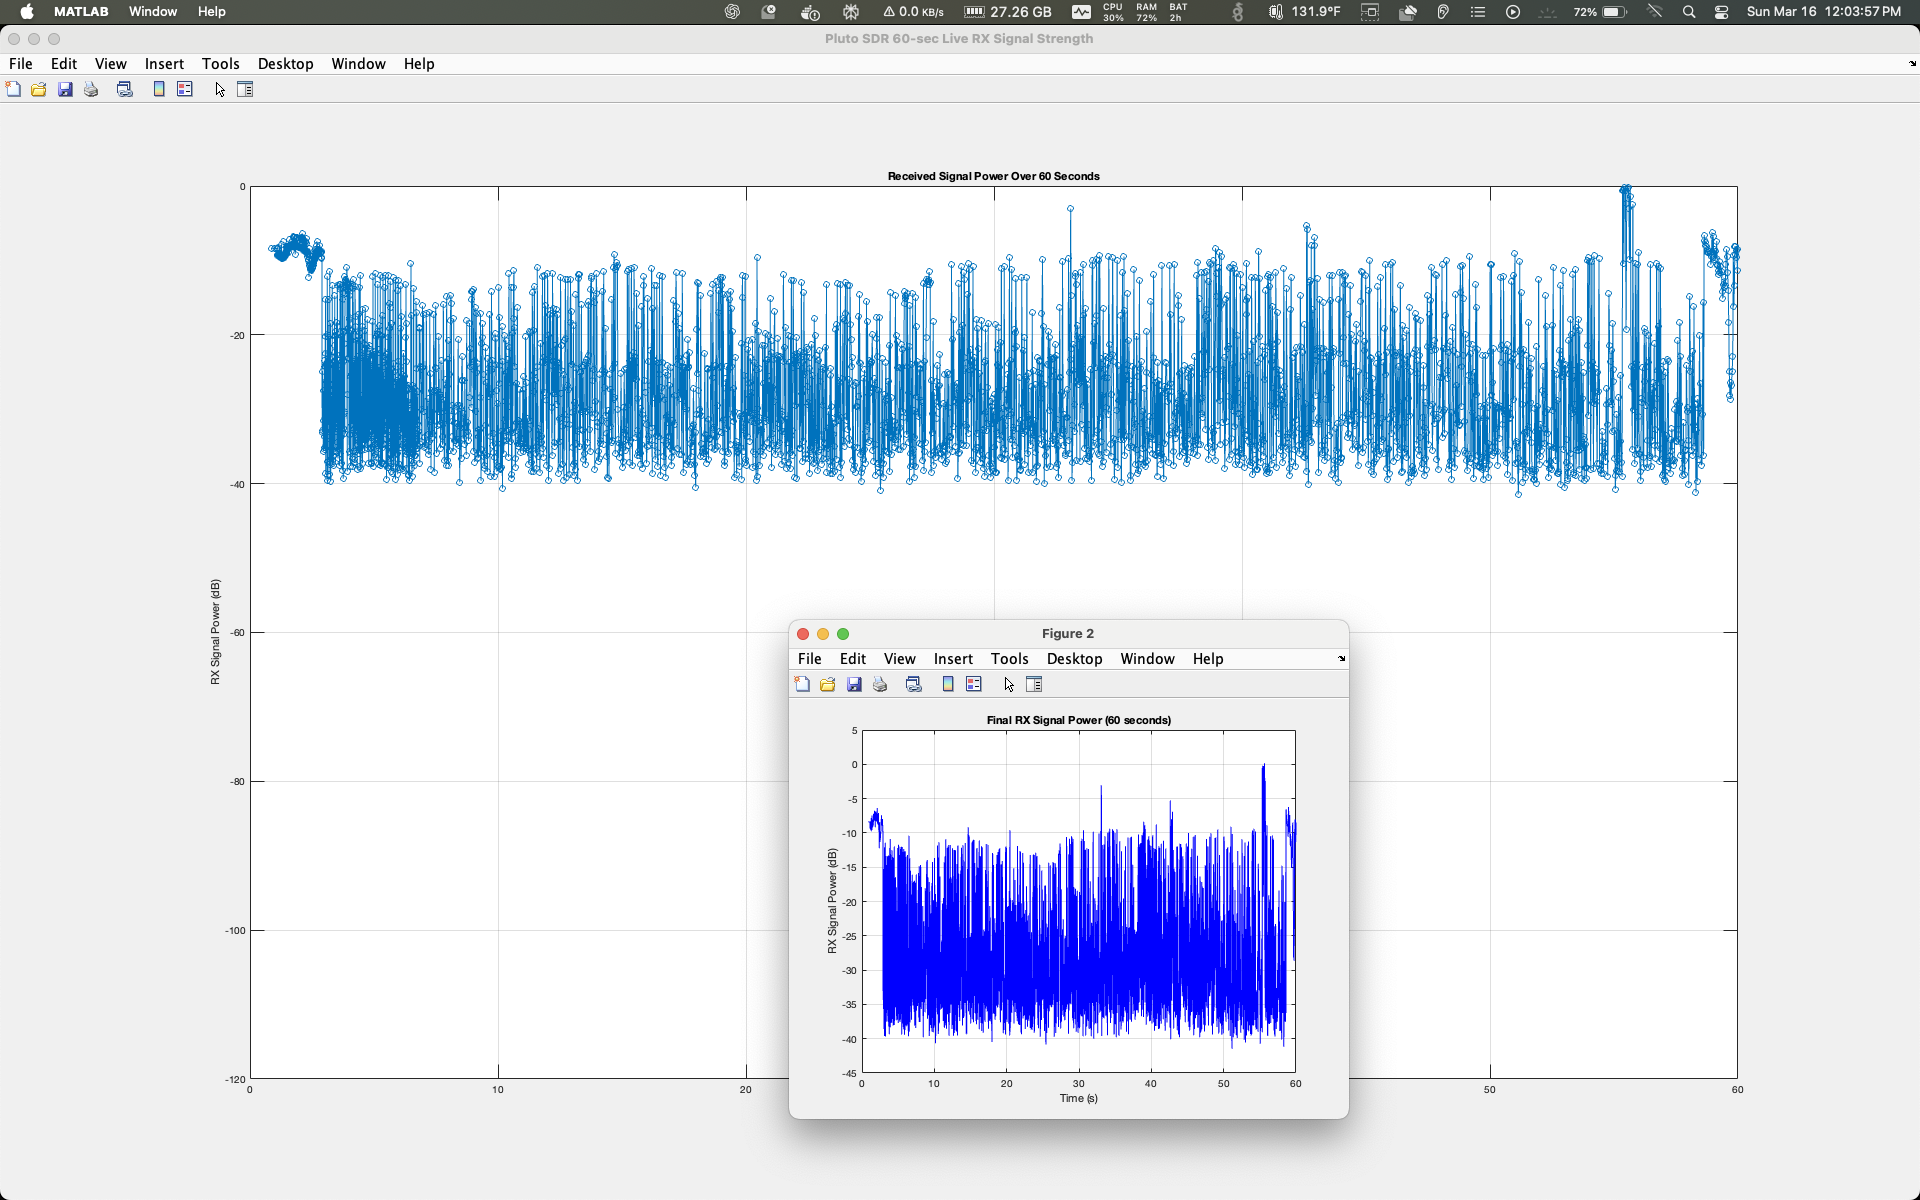 MATLAB Window Help 0.0 KB/s 27.26 GB CPU 30% RAM 72% BAT 2h 131.9°F 72% Sun Mar 16 12:03:57 PM
Pluto SDR 60-sec Live RX Signal Strength
File Edit View Insert Tools Desktop Window Help
Received Signal Power Over 60 Seconds
0
-20
-40
-60
-80
-100
-120
RX Signal Power (dB)
0 10 20 50 60
Figure 2
File Edit View Insert Tools Desktop Window Help
Final RX Signal Power (60 seconds)
5
0
-5
-10
-15
-20
-25
-30
-35
-40
-45
RX Signal Power (dB)
0 10 20 30 40 50 60
Time (s)